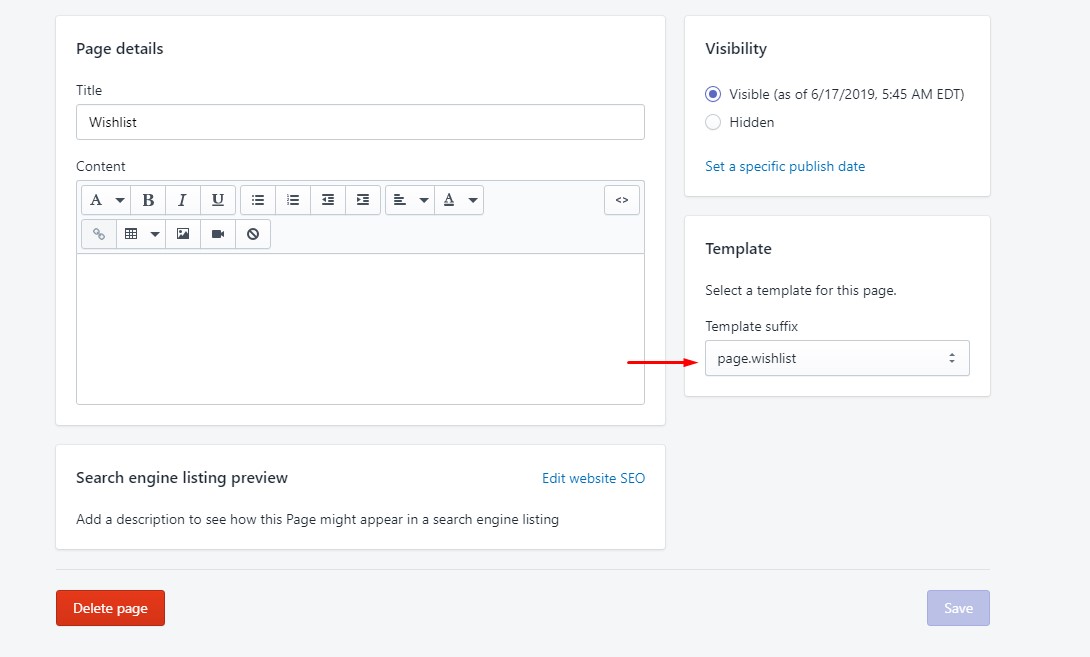 Page details
Title
Wishlist
Content
A B I U A <>
Search engine listing preview
Edit website SEO
Add a description to see how this Page might appear in a search engine listing
Visibility
Visible (as of 6/17/2019, 5:45 AM EDT)
Hidden
Set a specific publish date
Template
Select a template for this page.
Template suffix
page.wishlist
Delete page
Save